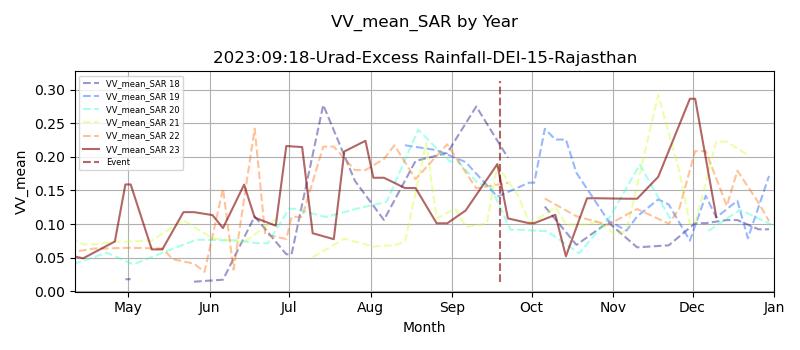 VV_mean_SAR by Year
2023:09:18-Urad-Excess Rainfall-DEI-15-Rajasthan
VV_mean_SAR 18
VV_mean_SAR 19
VV_mean_SAR 20
VV_mean_SAR 21
VV_mean_SAR 22
VV_mean_SAR 23
Event
0.30
0.25
0.20
0.15
0.10
0.05
0.00
VV_mean
May Jun Jul Aug Sep Oct Nov Dec Jan
Month